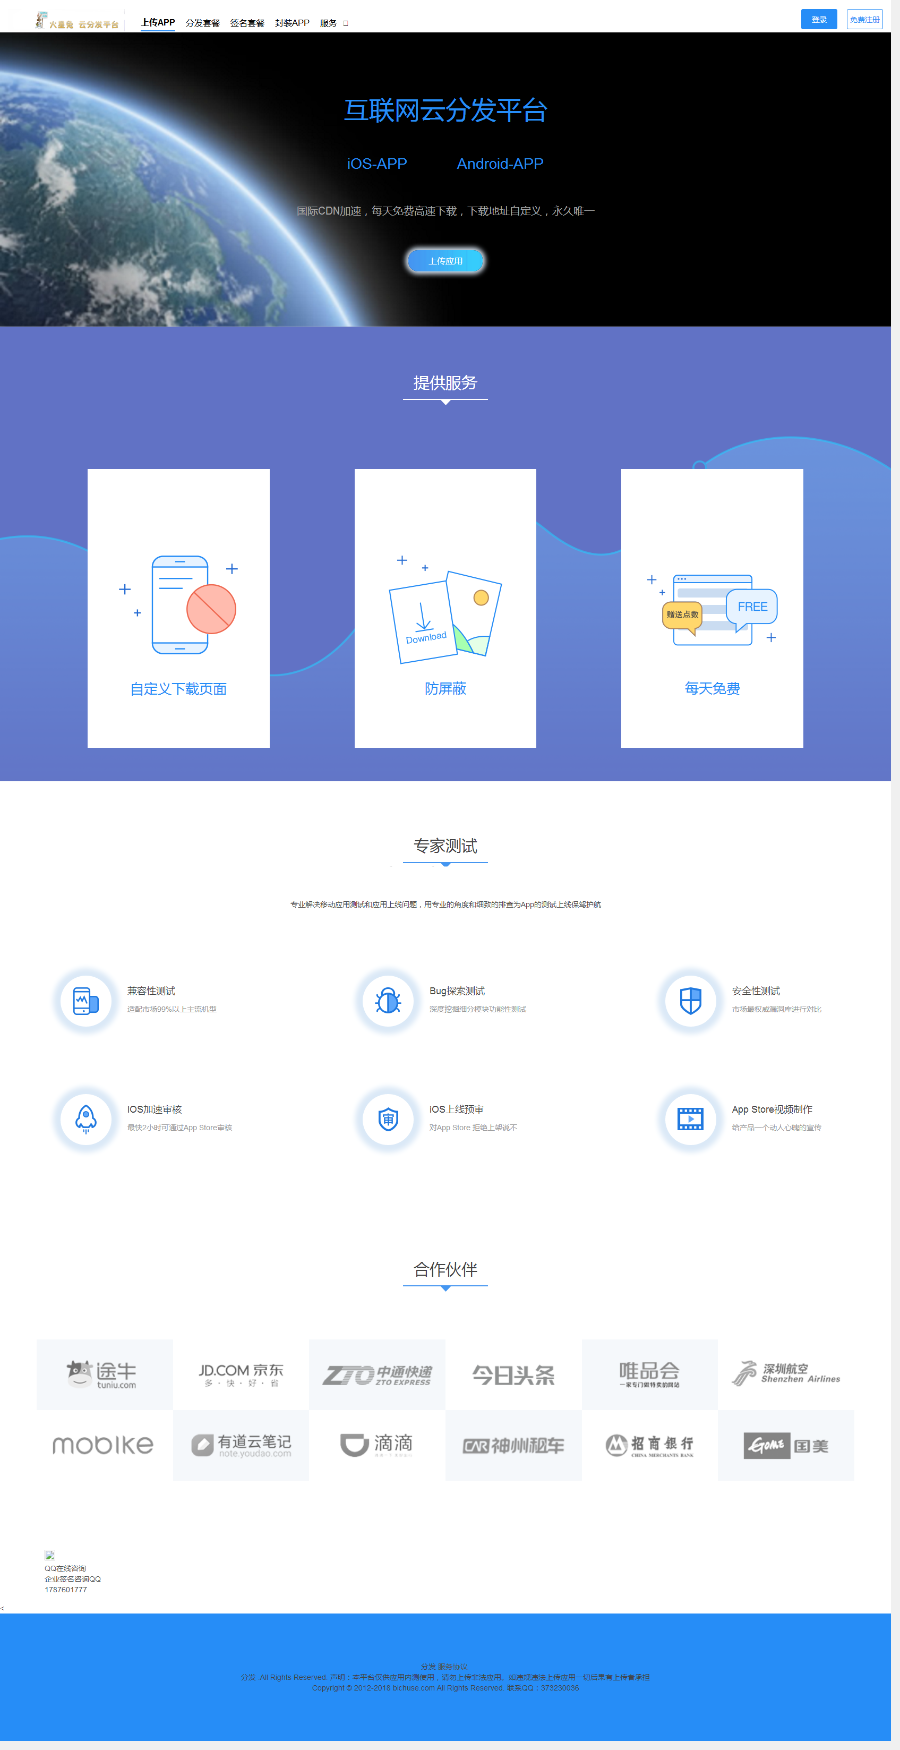 火星兔 云分发平台
上传APP 分发套餐 签名套餐 封装APP 服务
登录 免费注册
互联网云分发平台
iOS-APP Android-APP
国际CDN加速，每天免费高速下载，下载地址自定义，永久唯一
上传应用
提供服务
Download
赠送点数
FREE
自定义下载页面 防屏蔽 每天免费
专家测试
专业解决移动应用测试和应用上线问题，用专业的角度和细致的排查为App的测试上线保驾护航
兼容性测试 Bug探索测试 安全性测试
适配市场99%以上主流机型 深度挖掘细分模块功能性测试 市场最权威漏洞库进行对比
IOS加速审核 iOS上线预审 App Store视频制作
最快2小时可通过App Store审核 对App Store 拒绝上架说不 给产品一个动人心魄的宣传
审
合作伙伴
途牛 tuniu.com
JD.COM 京东
多·快·好·省
ZTO 中通快递
ZTO EXPRESS
今日头条
唯品会
一家专门做特卖的网站
深圳航空
Shenzhen Airlines
mobike
有道云笔记
note.youdao.com
滴滴
CAR 神州租车
招商银行
CHINA MERCHANTS BANK
GOME 国美
QQ在线咨询
企业签名咨询QQ
1787601777
<
分发 服务协议
分发 All Rights Reserved 声明：本平台仅供应用内测使用，请勿上传非法应用，如违规违法上传应用一切后果有上传者承担
Copyright © 2012-2018 bichuse.com All Rights Reserved 联系QQ：373230036